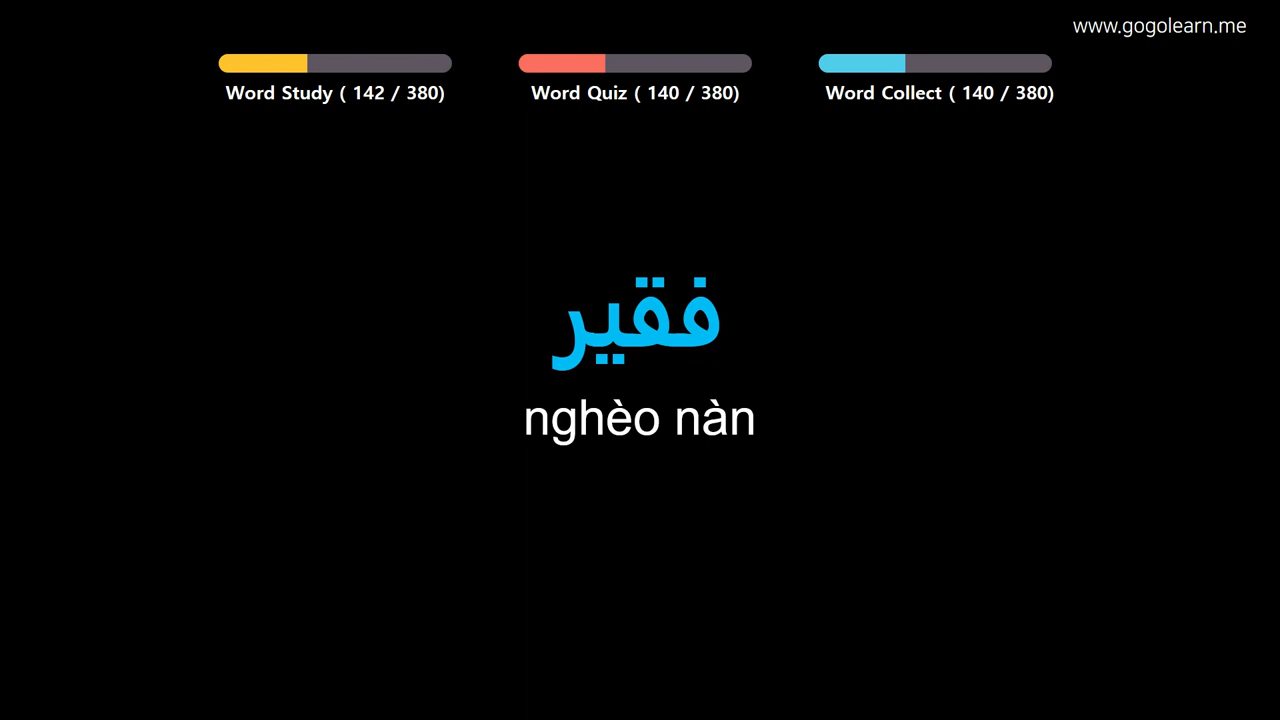 www.gogolearn.me
Word Study ( 142 / 380)
Word Quiz ( 140 / 380)
Word Collect ( 140 / 380)
فقير
nghèo nàn